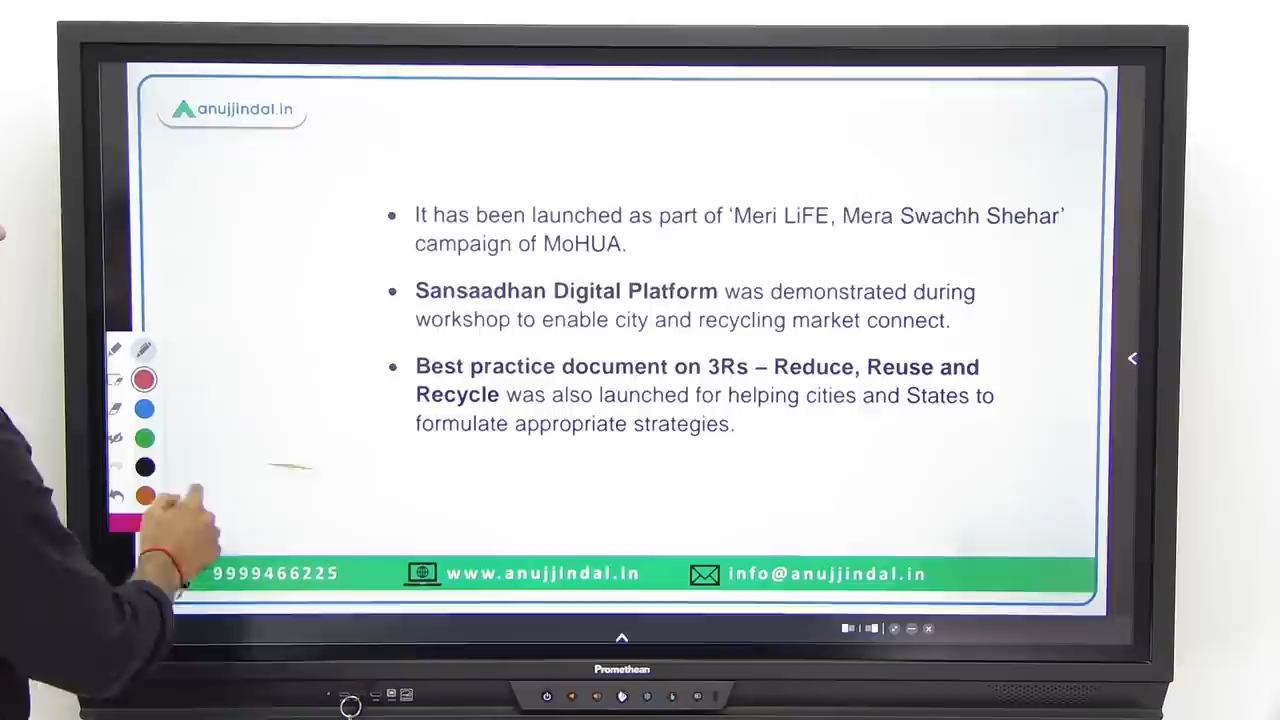 anujjindal.in
• It has been launched as part of ‘Meri LiFE, Mera Swachh Shehar’
campaign of MoHUA.
• Sansaadhan Digital Platform was demonstrated during
workshop to enable city and recycling market connect.
• Best practice document on 3Rs – Reduce, Reuse and
Recycle was also launched for helping cities and States to
formulate appropriate strategies.
9999466225 www.anujjindal.in info@anujjindal.in
Promethean